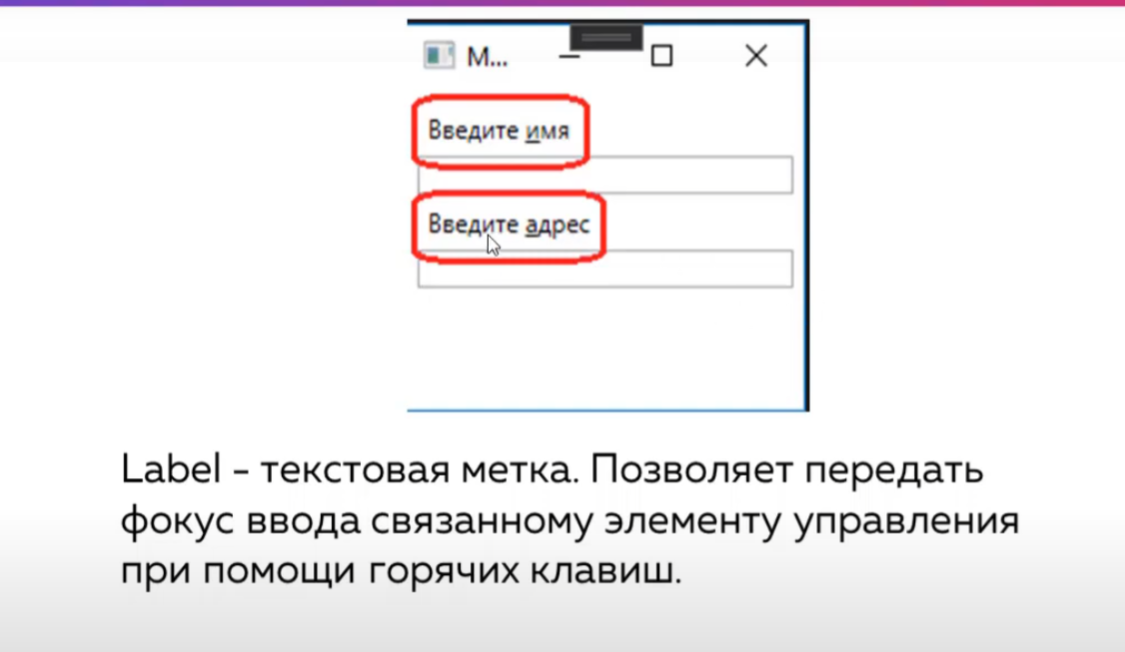 М...
Введите имя
Введите адрес
Label – текстовая метка. Позволяет передать
фокус ввода связанному элементу управления
при помощи горячих клавиш.